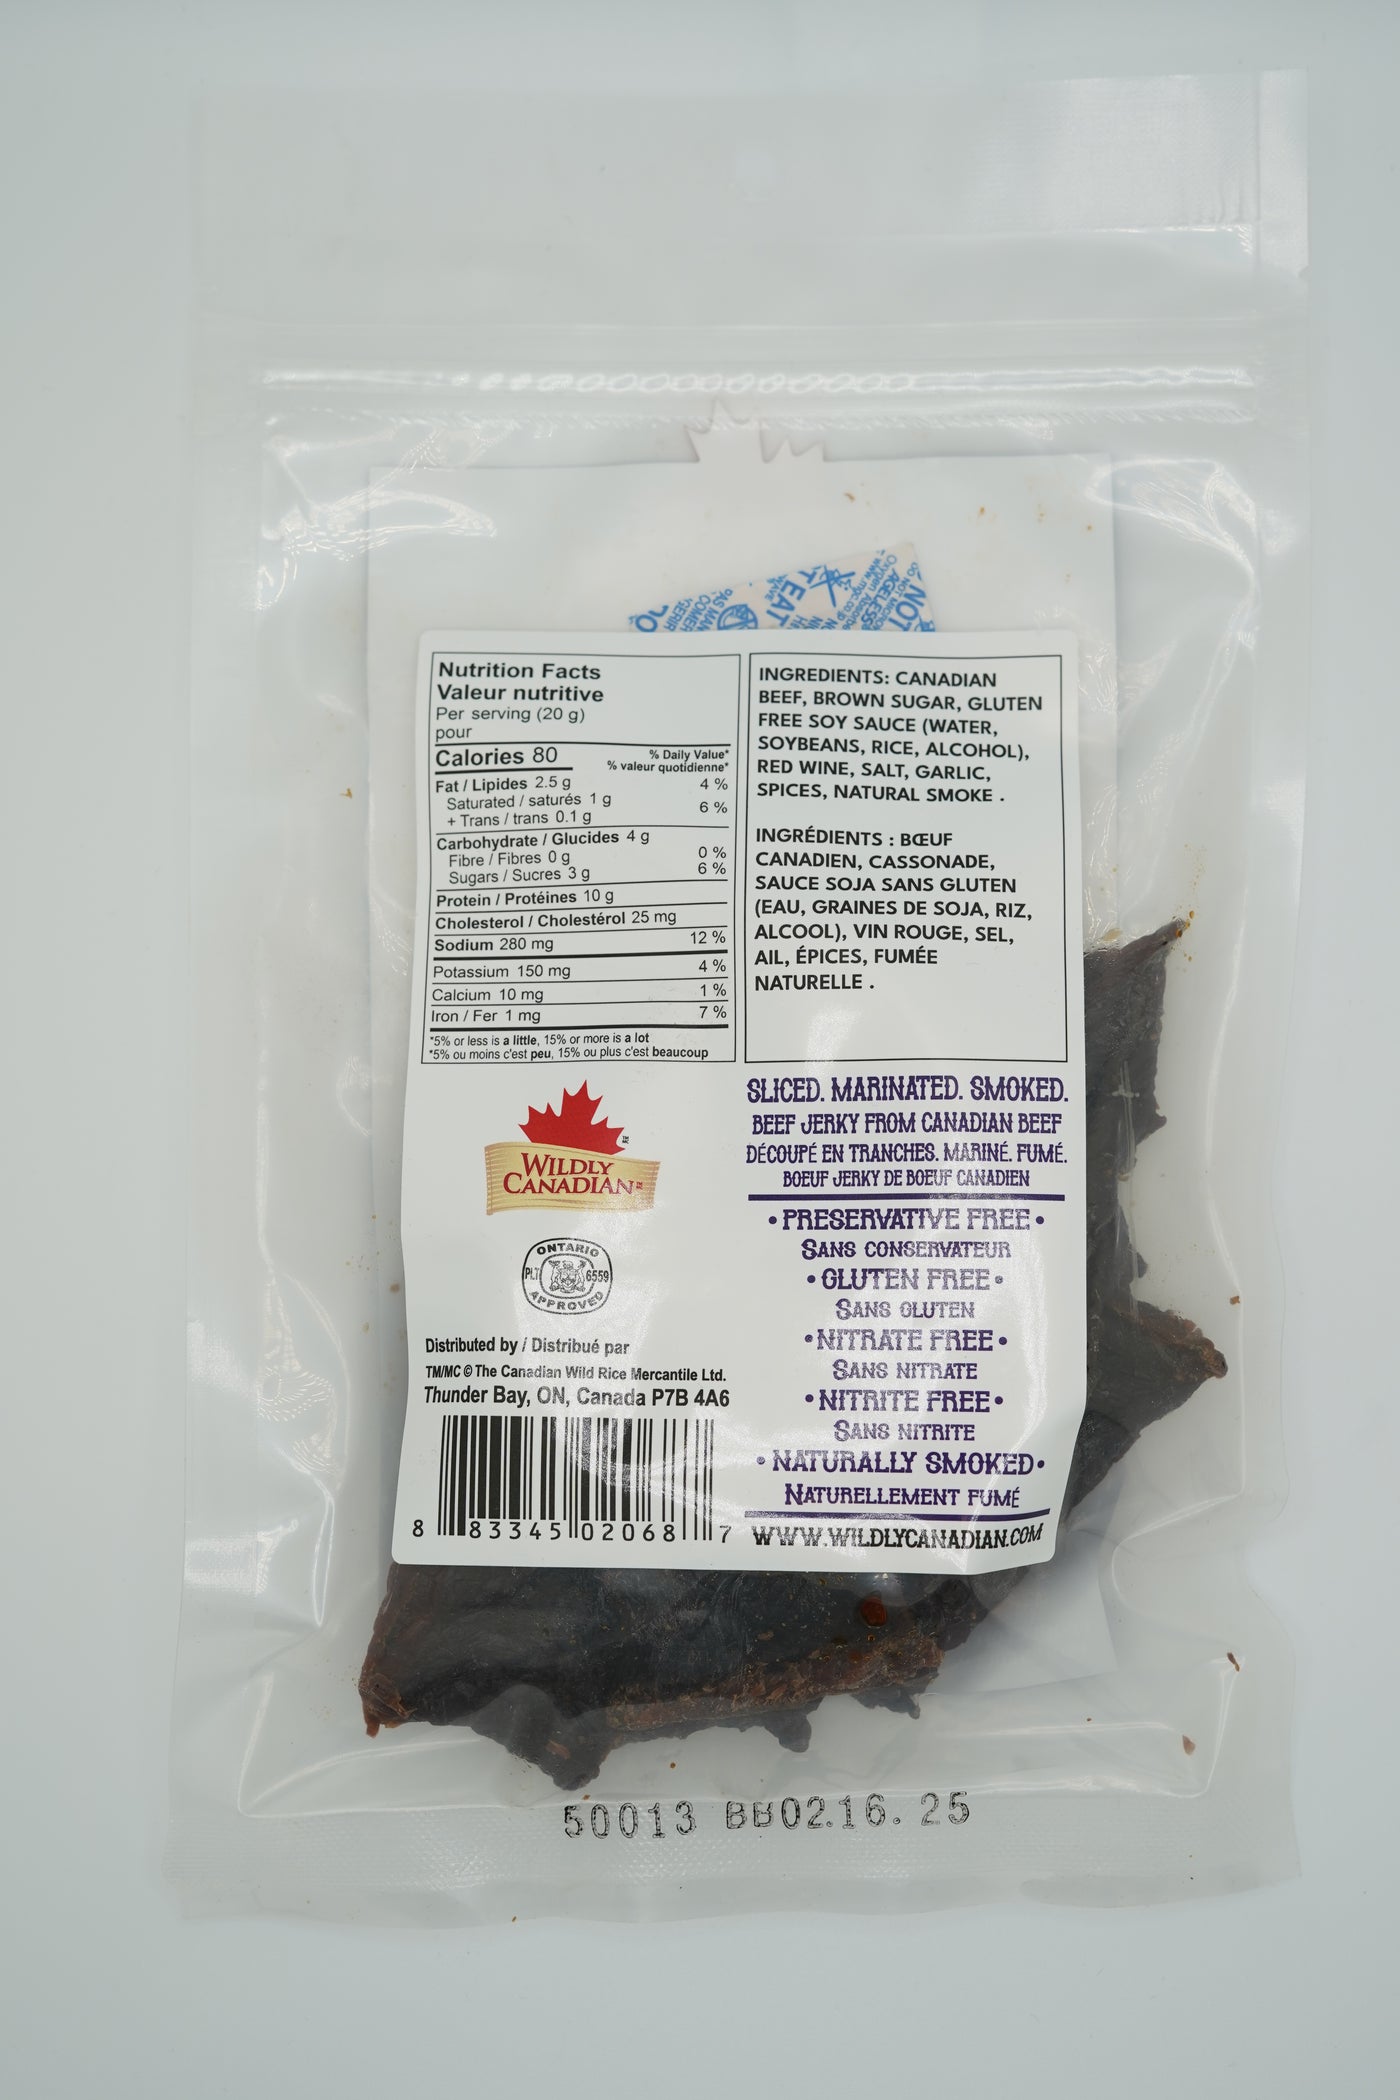 Nutrition Facts
Valeur nutritive
Per serving (20 g)
pour
Calories 80
% Daily Value*
% valeur quotidienne*
Fat / Lipides 2.5 g 4 %
Saturated / saturés 1 g
+ Trans / trans 0.1 g 6 %
Carbohydrate / Glucides 4 g
Fibre / Fibres 0 g 0 %
Sugars / Sucres 3 g 6 %
Protein / Protéines 10 g
Cholesterol / Cholestérol 25 mg
Sodium 280 mg 12 %
Potassium 150 mg 4 %
Calcium 10 mg 1 %
Iron / Fer 1 mg 7 %
*5% or less is a little, 15% or more is a lot
*5% ou moins c'est peu, 15% ou plus c'est beaucoup
INGREDIENTS: CANADIAN
BEEF, BROWN SUGAR, GLUTEN
FREE SOY SAUCE (WATER,
SOYBEANS, RICE, ALCOHOL),
RED WINE, SALT, GARLIC,
SPICES, NATURAL SMOKE .
INGRÉDIENTS : BŒUF
CANADIEN, CASSONADE,
SAUCE SOJA SANS GLUTEN
(EAU, GRAINES DE SOJA, RIZ,
ALCOOL), VIN ROUGE, SEL,
AIL, ÉPICES, FUMÉE
NATURELLE .
WILDLY
CANADIAN
ONTARIO
PLT 6559
APPROVED
Distributed by / Distribué par
TM/MC © The Canadian Wild Rice Mercantile Ltd.
Thunder Bay, ON, Canada P7B 4A6
8 83345 02068 7
SLICED. MARINATED. SMOKED.
BEEF JERKY FROM CANADIAN BEEF
DÉCOUPÉ EN TRANCHES. MARINÉ. FUMÉ.
BOEUF JERKY DE BOEUF CANADIEN
• PRESERVATIVE FREE •
SANS CONSERVATEUR
• GLUTEN FREE •
SANS GLUTEN
• NITRATE FREE •
SANS NITRATE
• NITRITE FREE •
SANS NITRITE
• NATURALLY SMOKED •
NATURELLEMENT FUMÉ
WWW.WILDLYCANADIAN.COM
50013 BB02.16.25